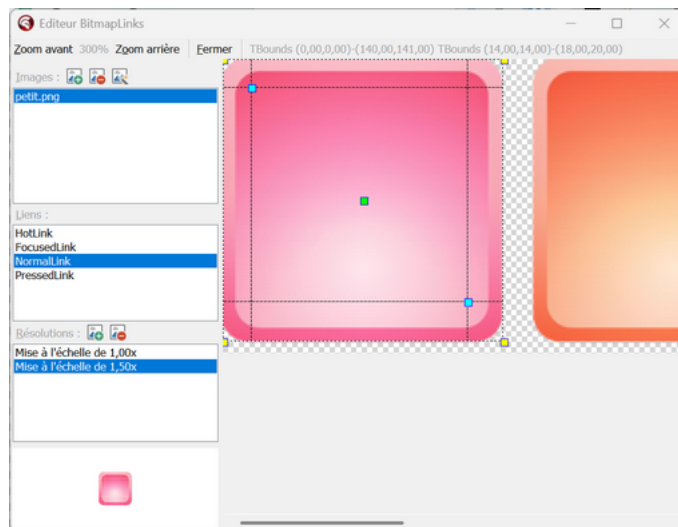 Editeur BitmapLinks
Zoom avant 300% Zoom arrière Fermer TBounds (0,00,0,00)-(140,00,141,00) TBounds (14,00,14,00)-(18,00,20,00)
Images :
petit.png
Liens :
HotLink
FocusedLink
NormalLink
PressedLink
Résolutions :
Mise à l'échelle de 1,00x
Mise à l'échelle de 1,50x